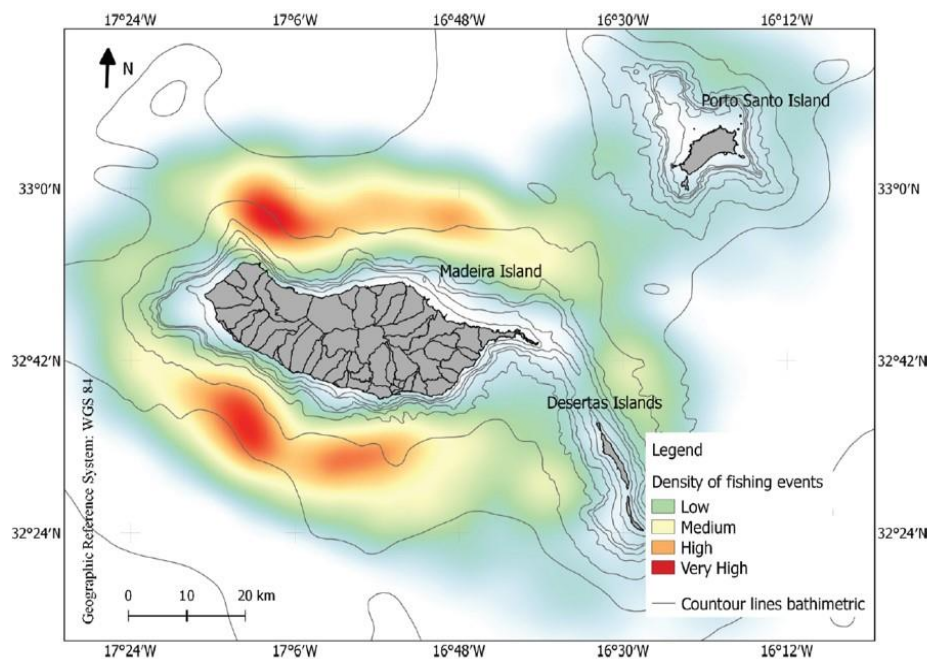 17°24'W 17°6'W 16°48'W 16°30'W 16°12'W
N
Porto Santo Island
33°0'N 33°0'N
Madeira Island
32°42'N 32°42'N
Desertas Islands
Geographic Reference System: WGS 84
Legend
Density of fishing events
Low
Medium
High
Very High
Countour lines bathimetric
32°24'N 32°24'N
0 10 20 km
17°24'W 17°6'W 16°48'W 16°30'W 16°12'W